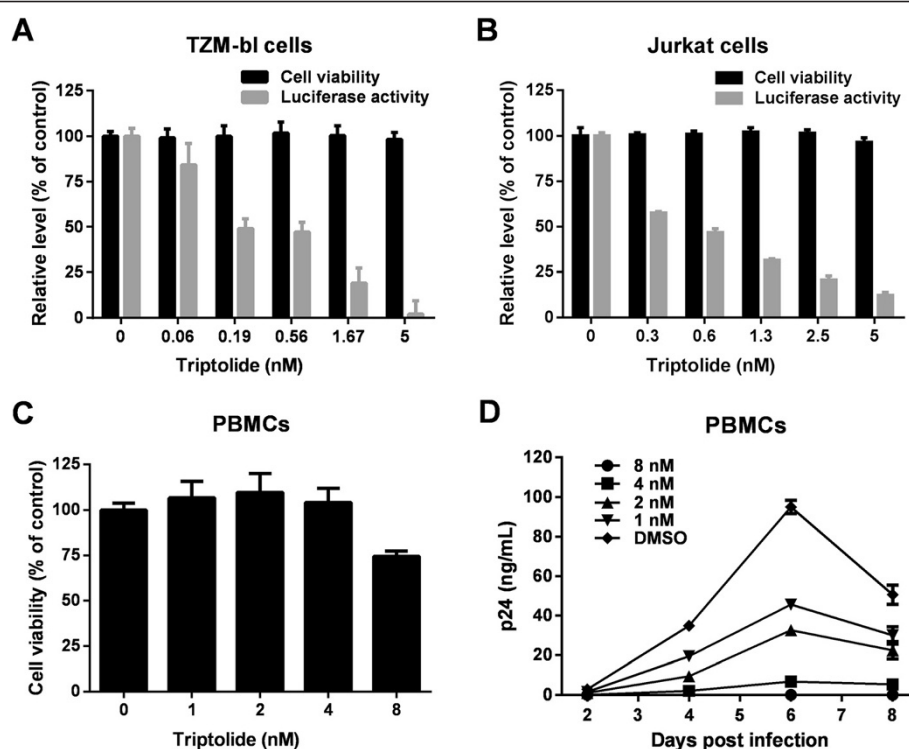 A
TZM-bl cells
Cell viability
Luciferase activity
Relative level (% of control)
125
100
75
50
25
0
0 0.06 0.19 0.56 1.67 5
Triptolide (nM)
B
Jurkat cells
Cell viability
Luciferase activity
Relative level (% of control)
125
100
75
50
25
0
0 0.3 0.6 1.3 2.5 5
Triptolide (nM)
C
PBMCs
Cell viability (% of control)
125
100
75
50
25
0
0 1 2 4 8
Triptolide (nM)
D
PBMCs
8 nM
4 nM
2 nM
1 nM
DMSO
p24 (ng/mL)
120
100
80
60
40
20
0
2 3 4 5 6 7 8
Days post infection